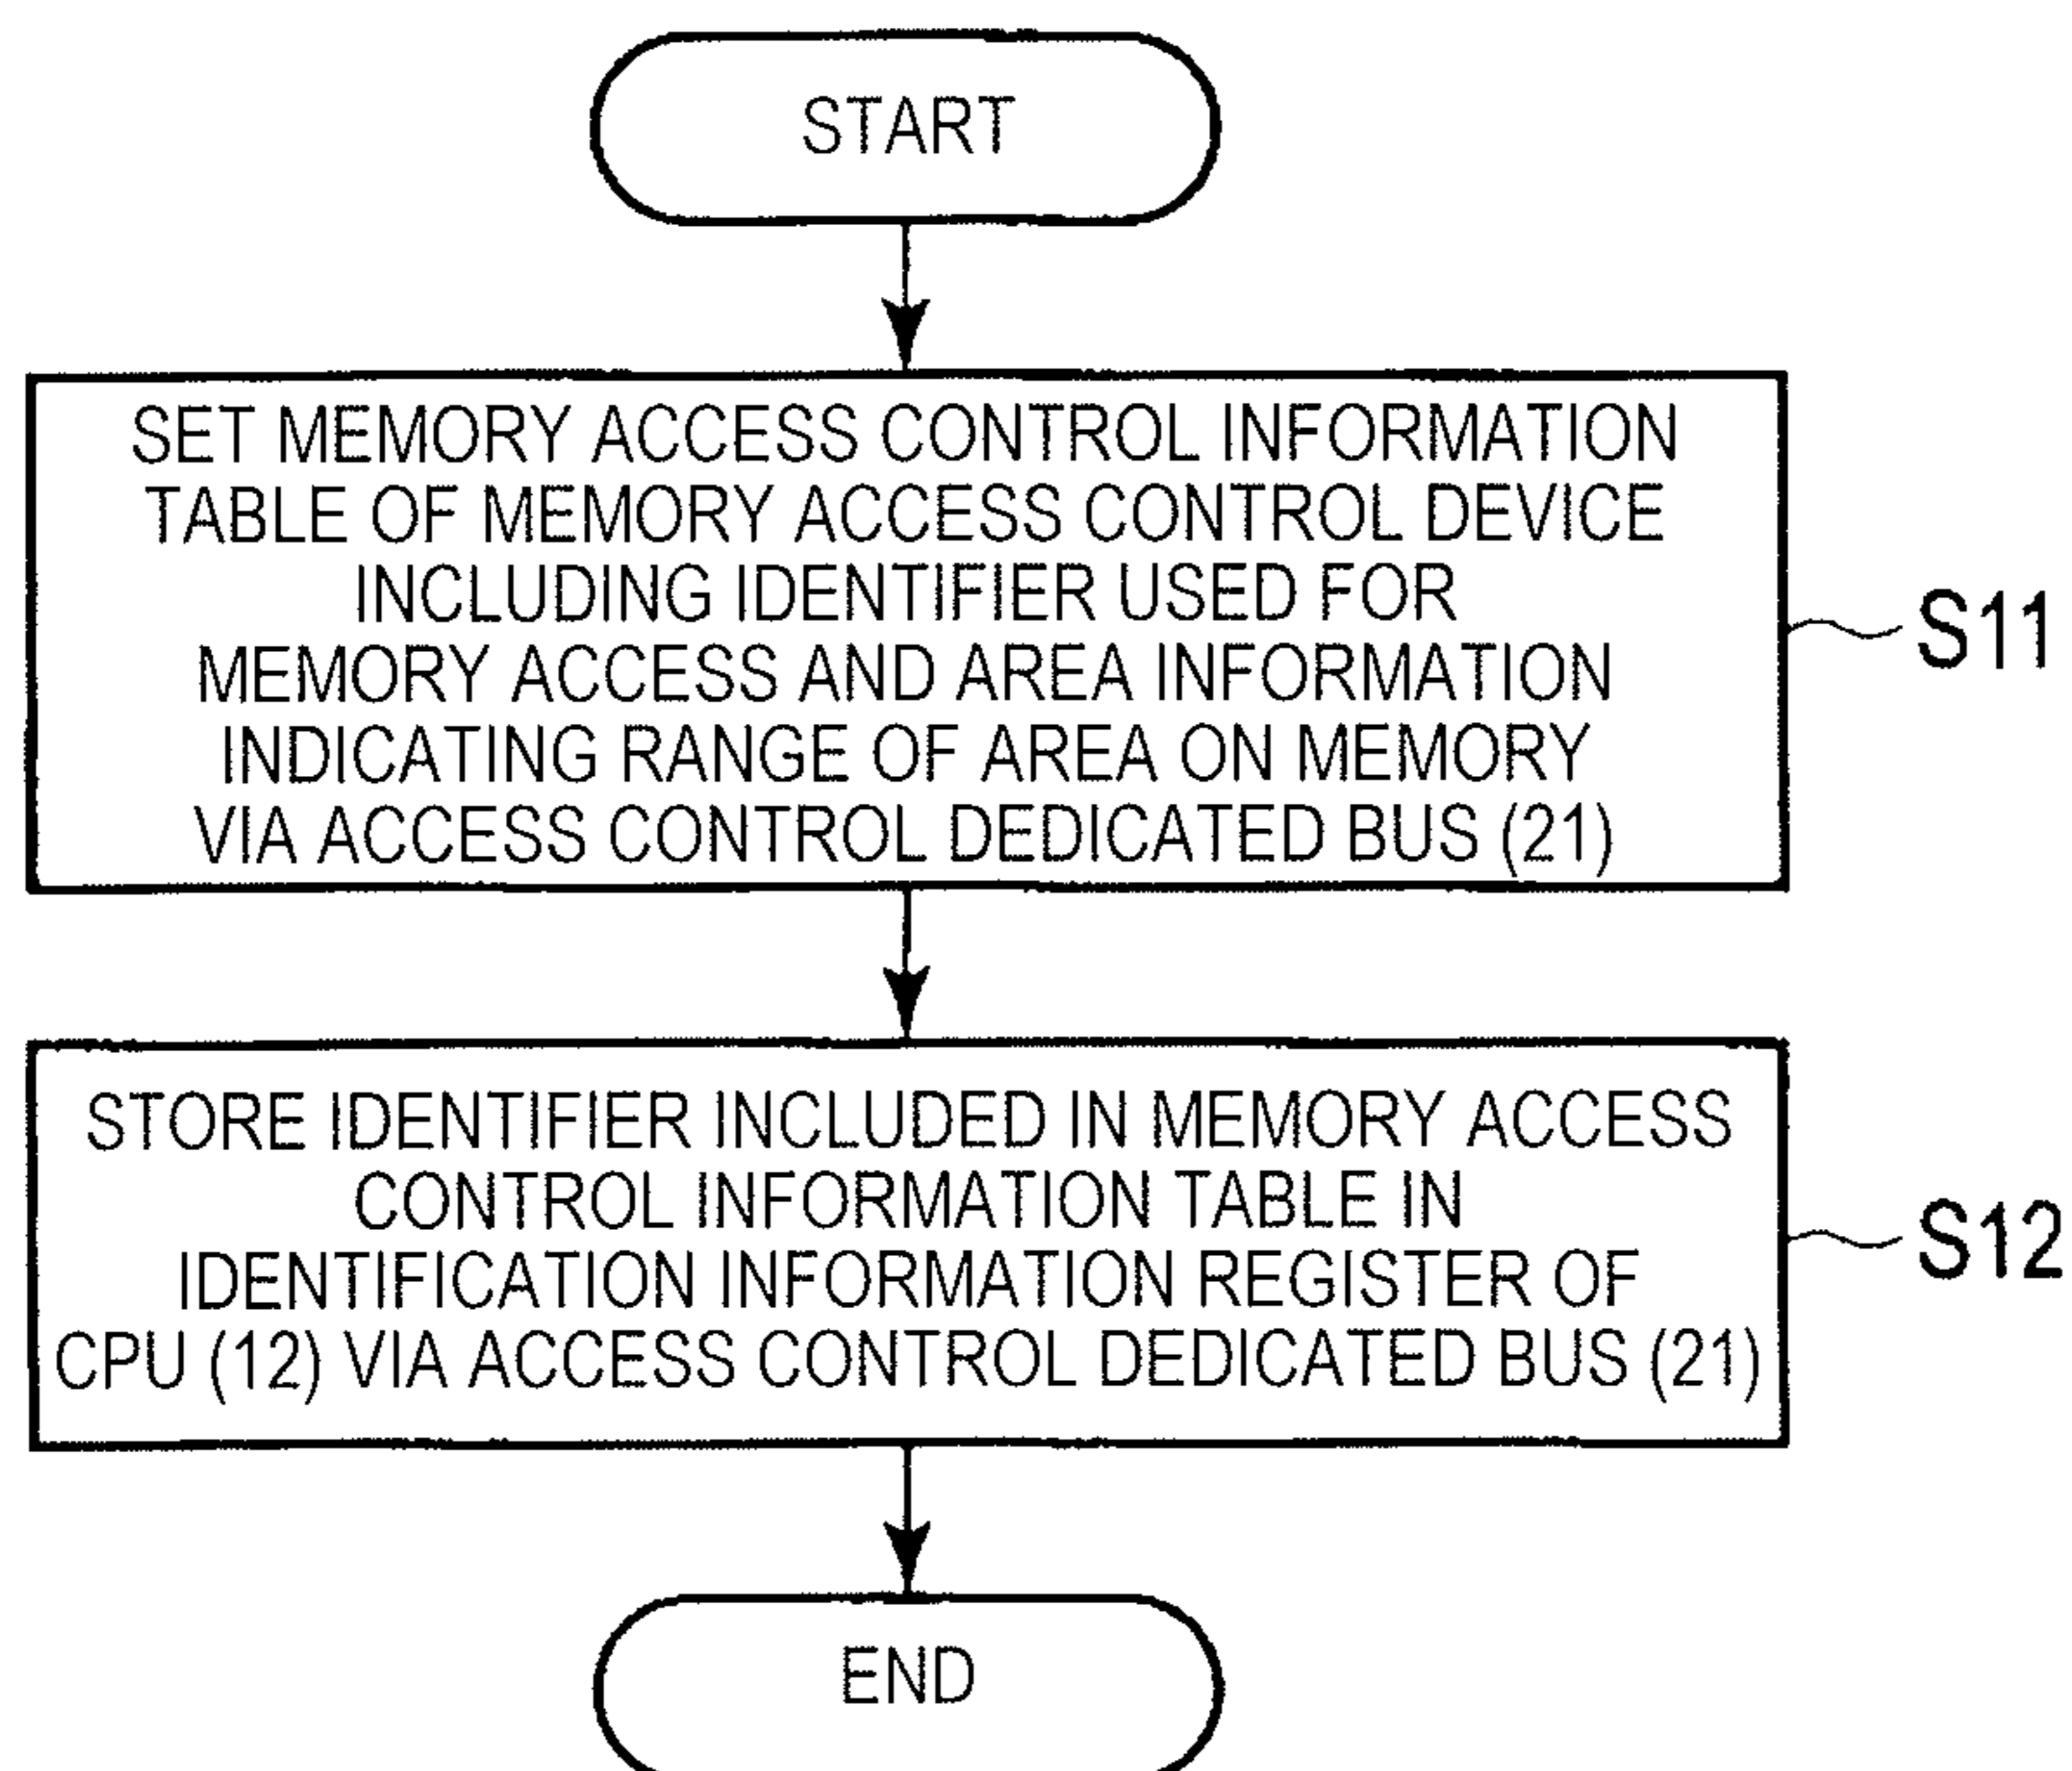 START
SET MEMORY ACCESS CONTROL INFORMATION
TABLE OF MEMORY ACCESS CONTROL DEVICE
INCLUDING IDENTIFIER USED FOR
MEMORY ACCESS AND AREA INFORMATION
INDICATING RANGE OF AREA ON MEMORY
VIA ACCESS CONTROL DEDICATED BUS (21)
S11
STORE IDENTIFIER INCLUDED IN MEMORY ACCESS
CONTROL INFORMATION TABLE IN
IDENTIFICATION INFORMATION REGISTER OF
CPU (12) VIA ACCESS CONTROL DEDICATED BUS (21)
S12
END